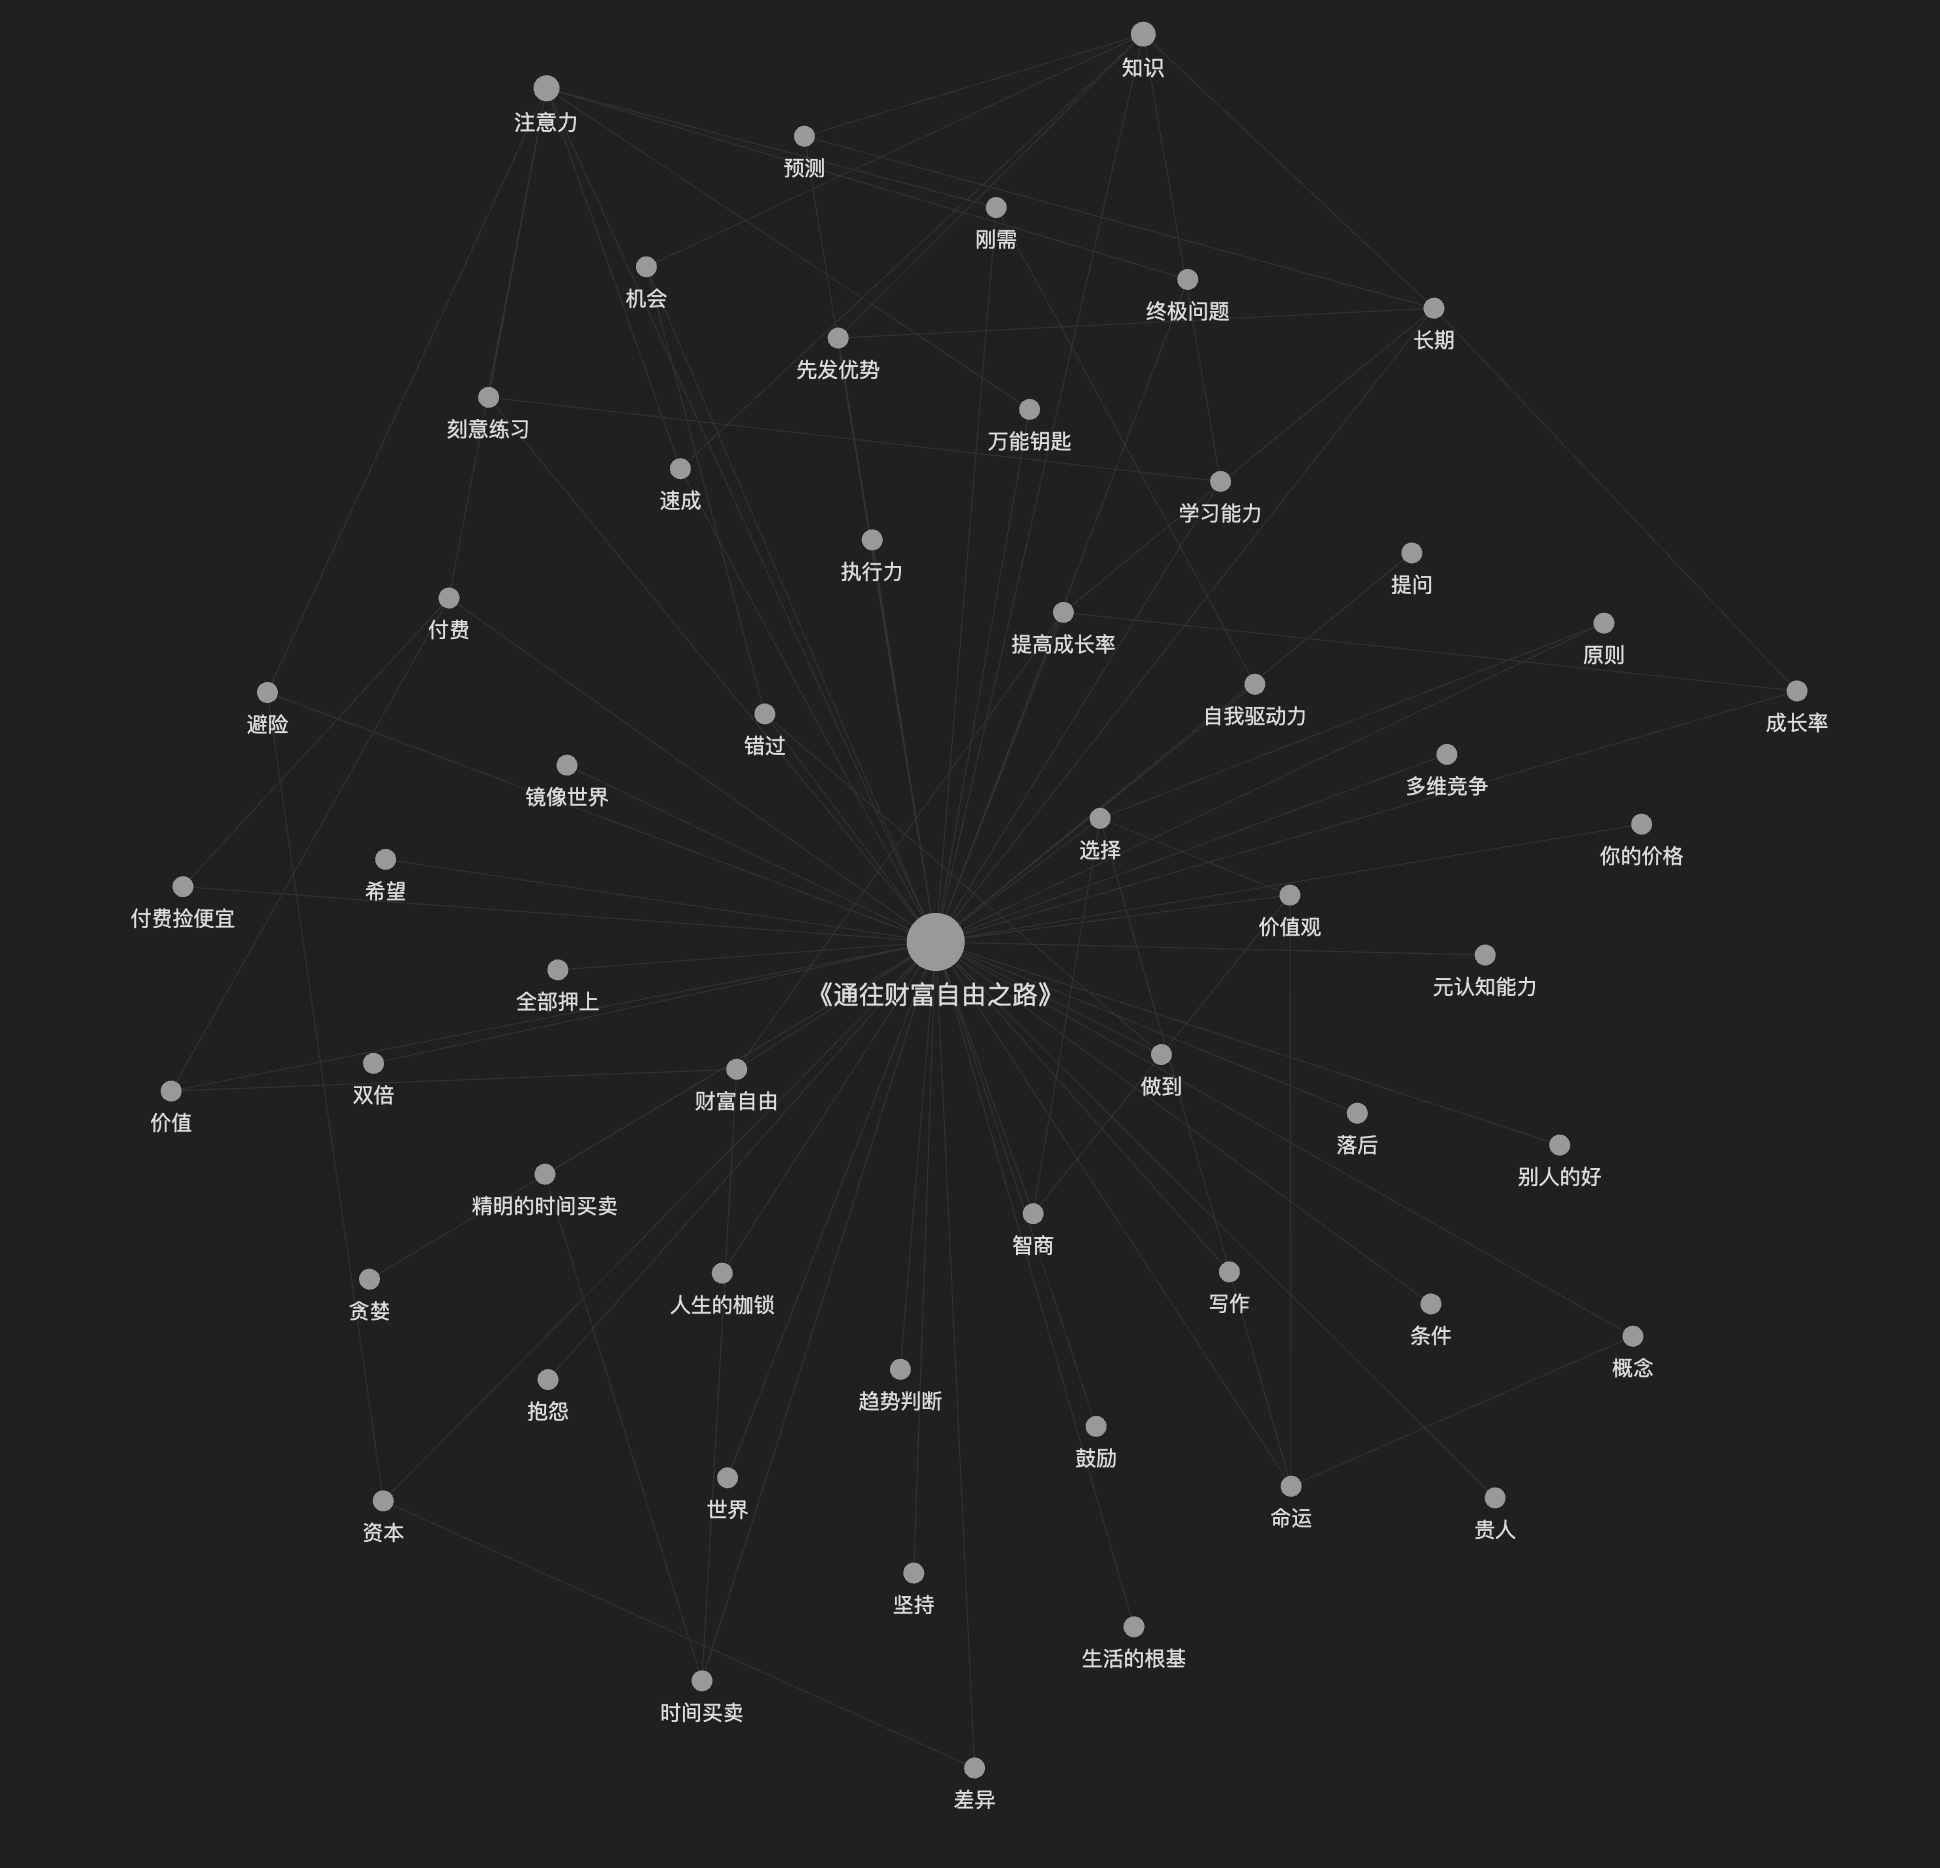 知识
注意力
预测
刚需
机会
终极问题
长期
先发优势
刻意练习
万能钥匙
速成
学习能力
执行力
提问
付费
提高成长率
原则
避险
自我驱动力
成长率
错过
镜像世界
多维竞争
选择
你的价格
希望
付费捡便宜
价值观
元认知能力
《通往财富自由之路》
全部押上
做到
双倍
财富自由
价值
落后
别人的好
精明的时间买卖
智商
写作
人生的枷锁
贪婪
条件
概念
趋势判断
抱怨
鼓励
世界
命运
贵人
资本
坚持
生活的根基
时间买卖
差异